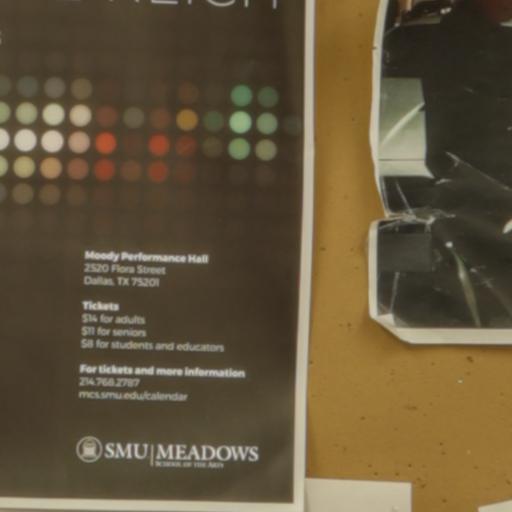 Moody Performance Hall
2520 Flora Street
Dallas, TX 75201
Tickets
$14 for adults
$11 for seniors
$8 for students and educators
For tickets and more information
214.768.2787
mcs.smu.edu/calendar
SMU | MEADOWS
SCHOOL OF THE ARTS